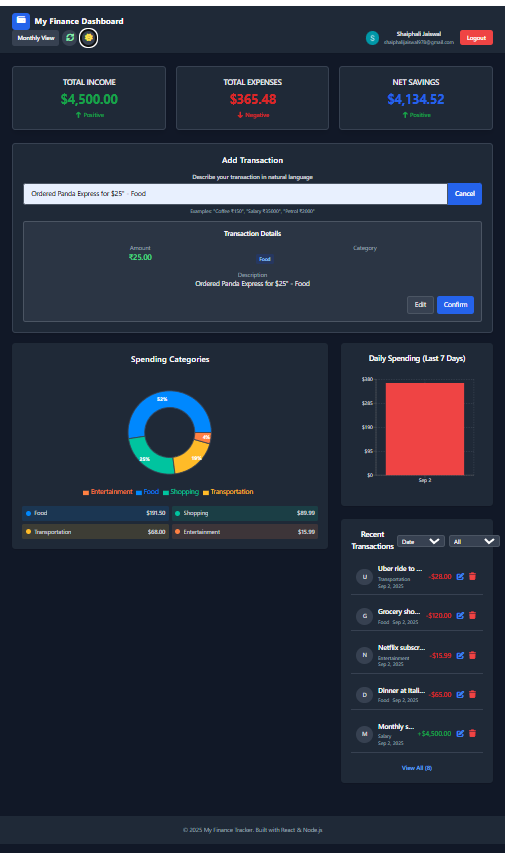 My Finance Dashboard
Monthly View
S
Shaiphali Jaiswal
shaiphalijaiswal978@gmail.com
Logout
TOTAL INCOME
$4,500.00
↑ Positive
TOTAL EXPENSES
$365.48
↓ Negative
NET SAVINGS
$4,134.52
↑ Positive
Add Transaction
Describe your transaction in natural language
Ordered Panda Express for $25" - Food
Cancel
Examples: "Coffee ₹150", "Salary ₹35000", "Petrol ₹2000"
Transaction Details
Amount
₹25.00
Category
Food
Description
Ordered Panda Express for $25" - Food
Edit
Confirm
Spending Categories
52%
4%
19%
25%
Entertainment Food Shopping Transportation
Food $191.50
Shopping $89.99
Transportation $68.00
Entertainment $15.99
Daily Spending (Last 7 Days)
$380
$285
$190
$95
$0
Sep 2
Recent
Transactions
Date
All
U
Uber ride to ...
Transportation
Sep 2, 2025
-$28.00
G
Grocery sho...
Food Sep 2, 2025
-$120.00
N
Netflix subscr...
Entertainment
Sep 2, 2025
-$15.99
D
Dinner at Itali...
Food Sep 2, 2025
-$65.00
M
Monthly s...
Salary
Sep 2, 2025
+$4,500.00
View All (8)
© 2025 My Finance Tracker. Built with React & Node.js